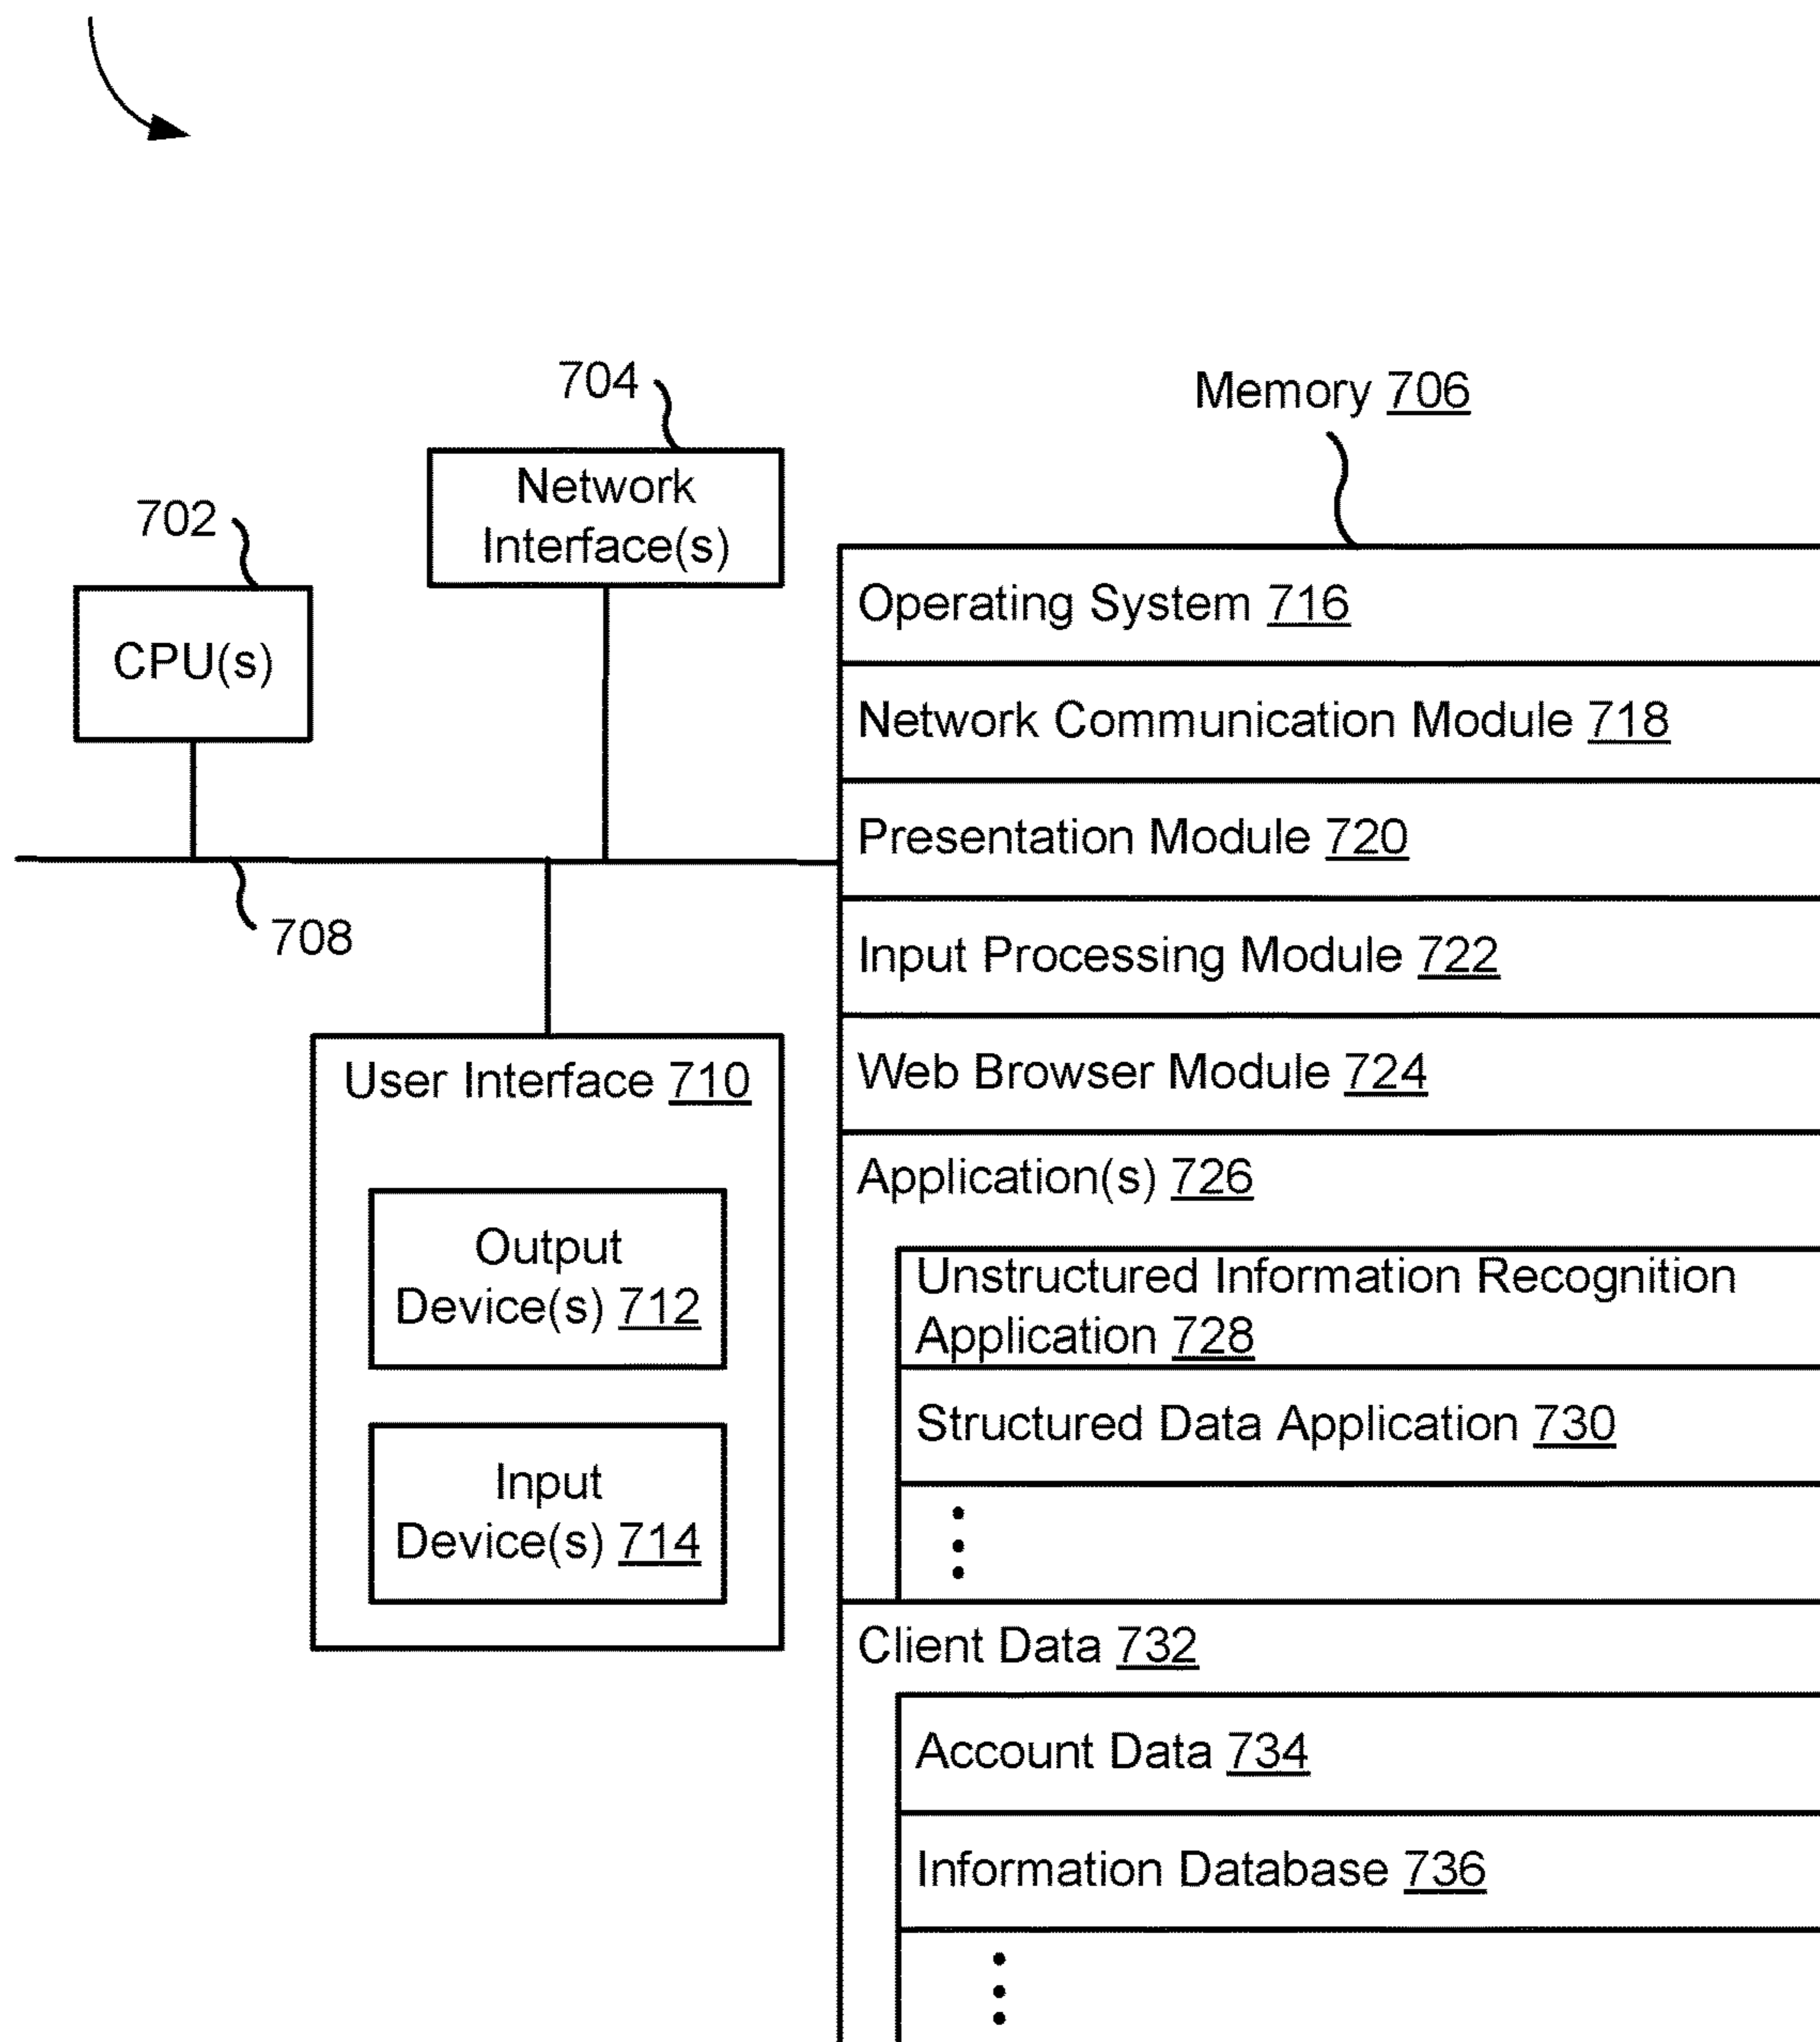 704
Memory 706
Network
Interface(s)
702
CPU(s)
Operating System 716
Network Communication Module 718
Presentation Module 720
708
Input Processing Module 722
Web Browser Module 724
User Interface 710
Output
Device(s) 712
Input
Device(s) 714
Application(s) 726
Unstructured Information Recognition
Application 728
Structured Data Application 730
Client Data 732
Account Data 734
Information Database 736